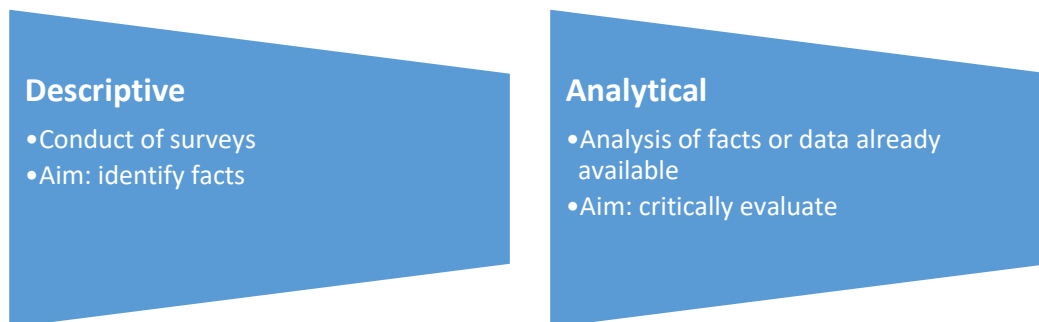 Descriptive
•Conduct of surveys
•Aim: identify facts
Analytical
•Analysis of facts or data already
available
•Aim: critically evaluate